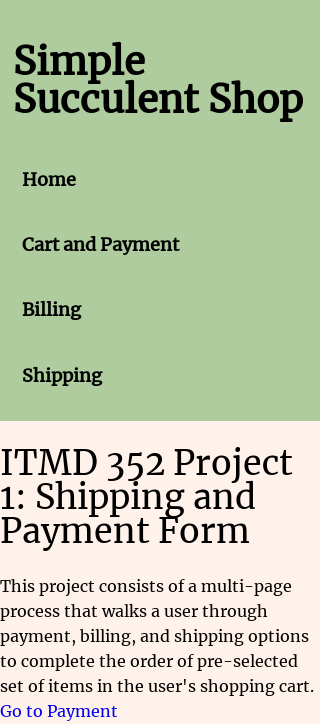 Simple
Succulent Shop
Home
Cart and Payment
Billing
Shipping
ITMD 352 Project
1: Shipping and
Payment Form
This project consists of a multi-page
process that walks a user through
payment, billing, and shipping options
to complete the order of pre-selected
set of items in the user's shopping cart.
Go to Payment